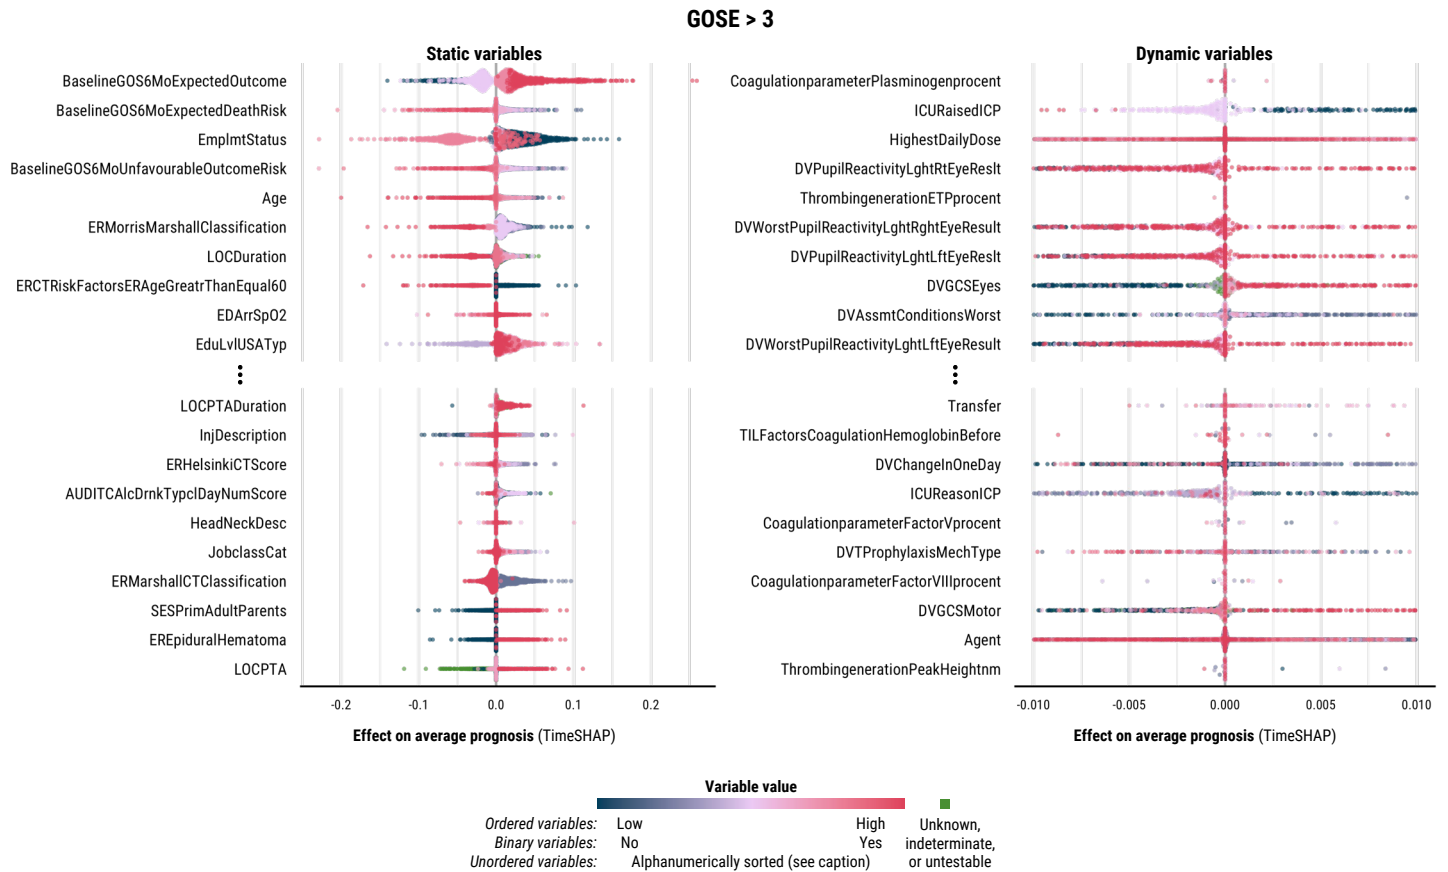 GOSE > 3
Static variables
BaselineGOS6MoExpectedOutcome
BaselineGOS6MoExpectedDeathRisk
EmplmtStatus
BaselineGOS6MoUnfavourableOutcomeRisk
Age
ERMorrisMarshallClassification
LOCDuration
ERCTRiskFactorsERAgeGreatrThanEqual60
EDArrSpO2
EduLvlUSATyp
LOCPTADuration
InjDescription
ERHelsinkiCTScore
AUDITCAlcDrnkTypclDayNumScore
HeadNeckDesc
JobclassCat
ERMarshallCTClassification
SESPrimAdultParents
EREpiduralHematoma
LOCPTA
-0.2 -0.1 0.0 0.1 0.2
Effect on average prognosis (TimeSHAP)
Dynamic variables
CoagulationparameterPlasminogenprocent
ICURaisedICP
HighestDailyDose
DVPupilReactivityLghtRtEyeReslt
ThrombingenerationETPprocent
DVWorstPupilReactivityLghtRghtEyeResult
DVPupilReactivityLghtLftEyeReslt
DVGCSEyes
DVAssmtConditionsWorst
DVWorstPupilReactivityLghtLftEyeResult
Transfer
TILFactorsCoagulationHemoglobinBefore
DVChangeInOneDay
ICUReasonICP
CoagulationparameterFactorVprocent
DVTProphylaxisMechType
CoagulationparameterFactorVIIIprocent
DVGCSMotor
Agent
ThrombingenerationPeakHeightnm
-0.010 -0.005 0.000 0.005 0.010
Effect on average prognosis (TimeSHAP)
Variable value
Ordered variables: Low High
Binary variables: No Yes
Unordered variables: Alphanumerically sorted (see caption)
Unknown,
indeterminate,
or untestable